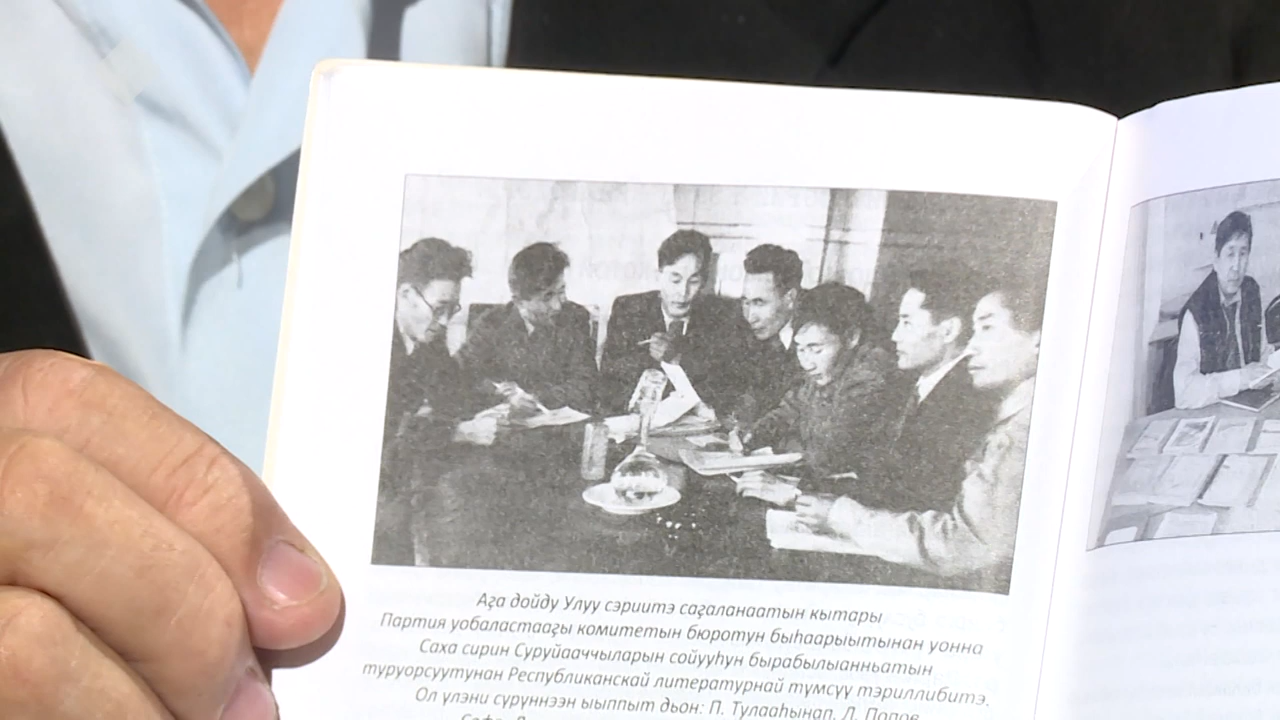 Аҕа дойду Улуу сэриитэ саҕаланаатын кытары
Партия уобаластааҕы комитетын бюротун быһаарыытынан уонна
Саха сирин Суруйааччыларын сойууһун бырабылыанньатын
туруорсуутунан Республиканскай литературнай түмсүү тэриллибитэ.
Ол үлэни сүрүннээн ыыппыт дьон: П. Тулааһынап, Л. Попов,